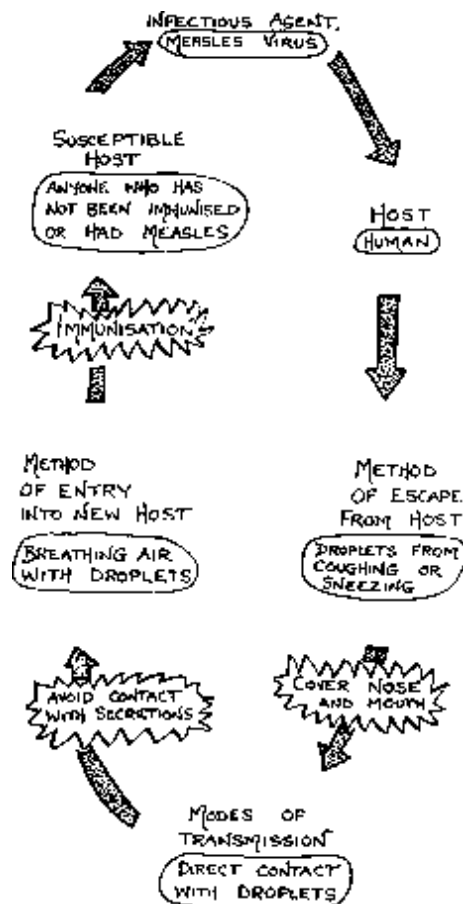 INFECTIOUS AGENT.
MEASLES VIRUS
HOST
HUMAN
METHOD
OF ESCAPE
FROM HOST
DROPLETS FROM
COUGHING OR
SNEEZING
COVER NOSE
AND MOUTH
MODES OF
TRANSMISSION
DIRECT CONTACT
WITH DROPLETS
AVOID CONTACT
WITH SECRETIONS
METHOD
OF ENTRY
INTO NEW HOST
BREATHING AIR
WITH DROPLETS
IMMUNISATION
SUSCEPTIBLE
HOST
ANYONE WHO HAS
NOT BEEN IMMUNISED
OR HAD MEASLES